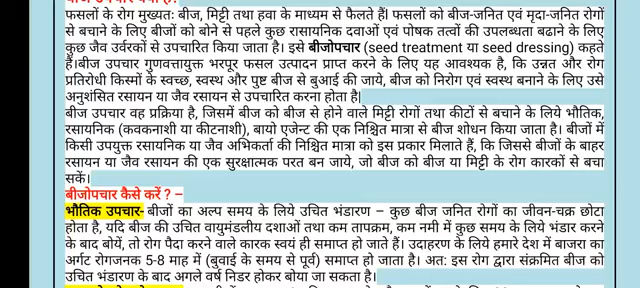 फसलों के रोग मुख्यतः बीज, मिट्टी तथा हवा के माध्यम से फैलते हैं। फसलों को बीज-जनित एवं मृदा-जनित रोगों
से बचाने के लिए बीजों को बोने से पहले कुछ रासायनिक दवाओं एवं पोषक तत्वों की उपलब्धता बढाने के लिए
कुछ जैव उर्वरकों से उपचारित किया जाता है। इसे बीजोपचार (seed treatment या seed dressing) कहते
हैं।बीज उपचार गुणवत्तायुक्त भरपूर फसल उत्पादन प्राप्त करने के लिए यह आवश्यक है, कि उन्नत और रोग
प्रतिरोधी किस्मों के स्वच्छ, स्वस्थ और पुष्ट बीज से बुआई की जाये, बीज को निरोग एवं स्वस्थ बनाने के लिए उसे
अनुशंसित रसायन या जैव रसायन से उपचारित करना होता है|
बीज उपचार वह प्रक्रिया है, जिसमें बीज को बीज से होने वाले मिट्टी रोगों तथा कीटों से बचाने के लिये भौतिक,
रसायनिक (कवकनाशी या कीटनाशी), बायो एजेन्ट की एक निश्चित मात्रा से बीज शोधन किया जाता है। बीजों में
किसी उपयुक्त रसायनिक या जैव अभिकर्ता की निश्चित मात्रा को इस प्रकार मिलाते हैं, कि जिससे बीजों के बाहर
रसायन या जैव रसायन की एक सुरक्षात्मक परत बन जाये, जो बीज को बीज या मिट्टी के रोग कारकों से बचा
सकें।
बीजोपचार कैसे करें ? –
भौतिक उपचार- बीजों का अल्प समय के लिये उचित भंडारण – कुछ बीज जनित रोगों का जीवन-चक्र छोटा
होता है, यदि बीज की उचित वायुमंडलीय दशाओं तथा कम तापक्रम, कम नमी में कुछ समय के लिये भंडार करने
के बाद बोयें, तो रोग पैदा करने वाले कारक स्वयं ही समाप्त हो जाते हैं। उदाहरण के लिये हमारे देश में बाजरा का
अर्गट रोगजनक 5-8 माह में (बुवाई के समय से पूर्व) समाप्त हो जाता है। अत: इस रोग द्वारा संक्रमित बीज को
उचित भंडारण के बाद अगले वर्ष निडर होकर बोया जा सकता है।